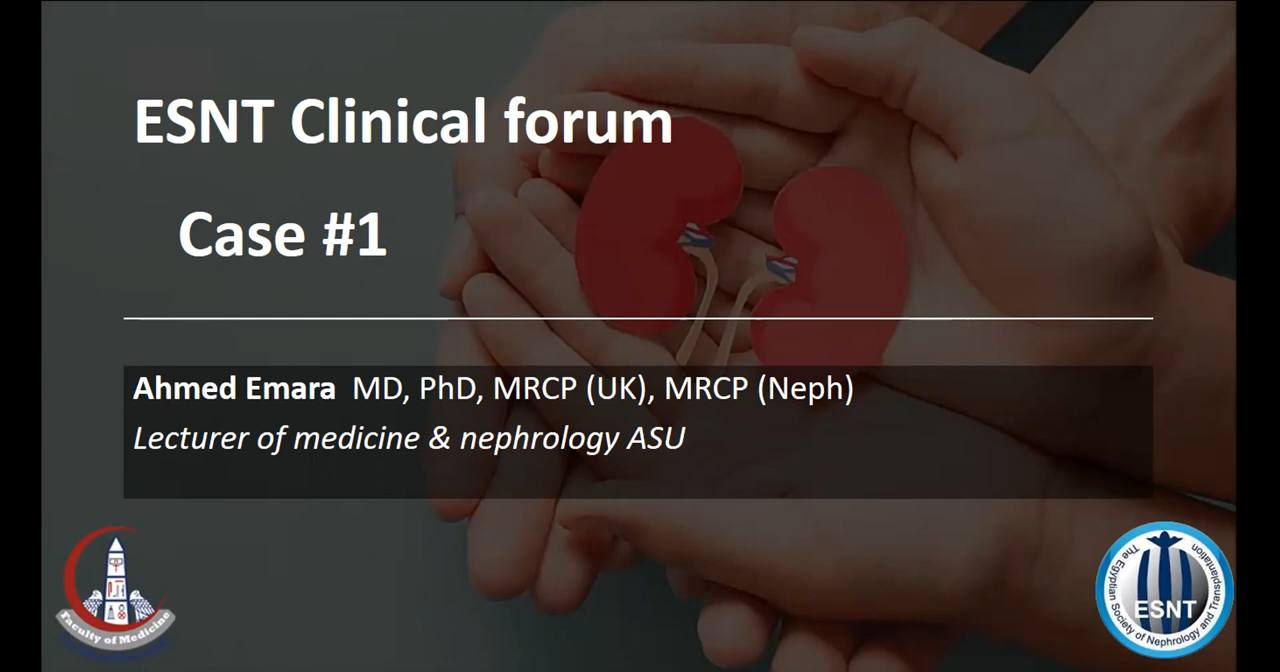 ESNT Clinical forum
Case #1
Ahmed Emara MD, PhD, MRCP (UK), MRCP (Neph)
Lecturer of medicine & nephrology ASU
Faculty of Medicine
The Egyptian Society of Nephrology and Transplantation
ESNT